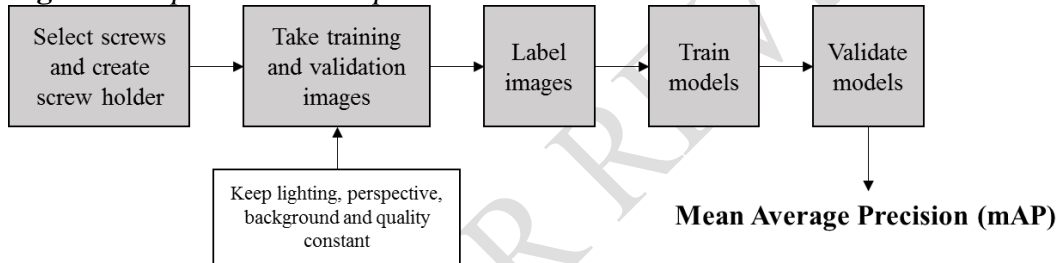 Select screws
and create
screw holder
Take training
and validation
images
Label
images
Train
models
Validate
models
Keep lighting, perspective,
background and quality
constant
Mean Average Precision (mAP)
R RE